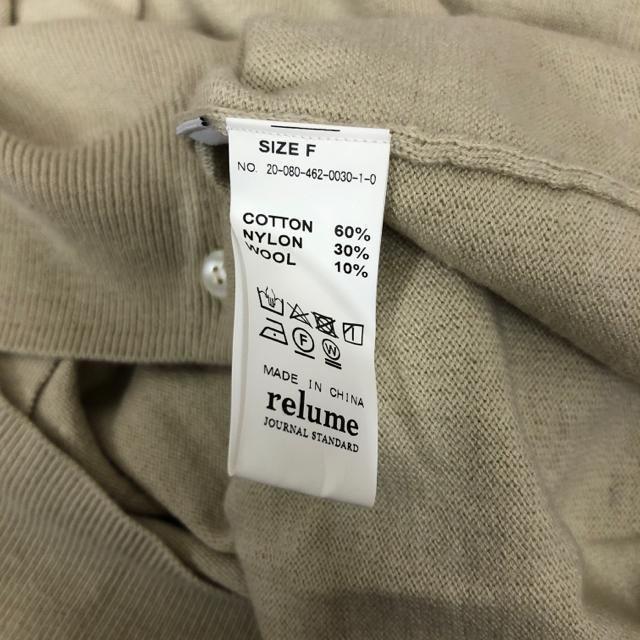 SIZE F
NO. 20-080-462-0030-1-0
COTTON 60%
NYLON 30%
WOOL 10%
F W
MADE IN CHINA
relume
JOURNAL STANDARD